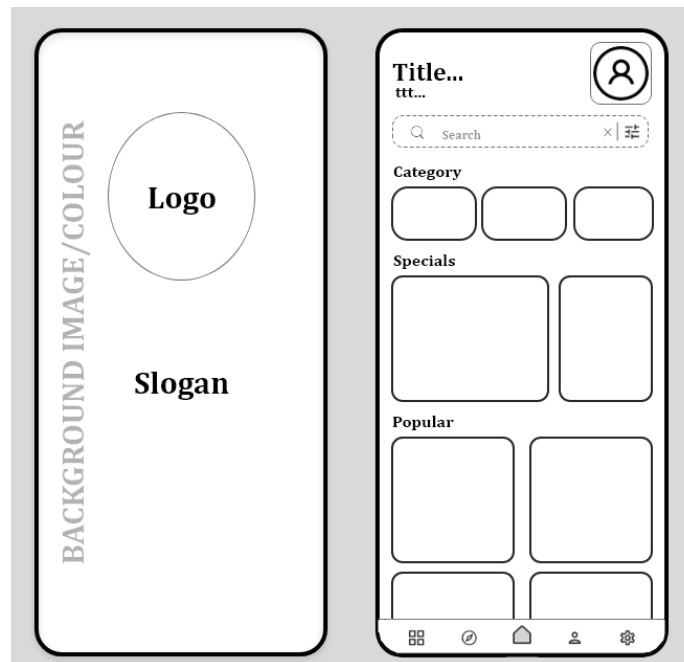 BACKGROUND IMAGE/COLOUR
Logo
Slogan
Title...
ttt...
Search
Category
Specials
Popular